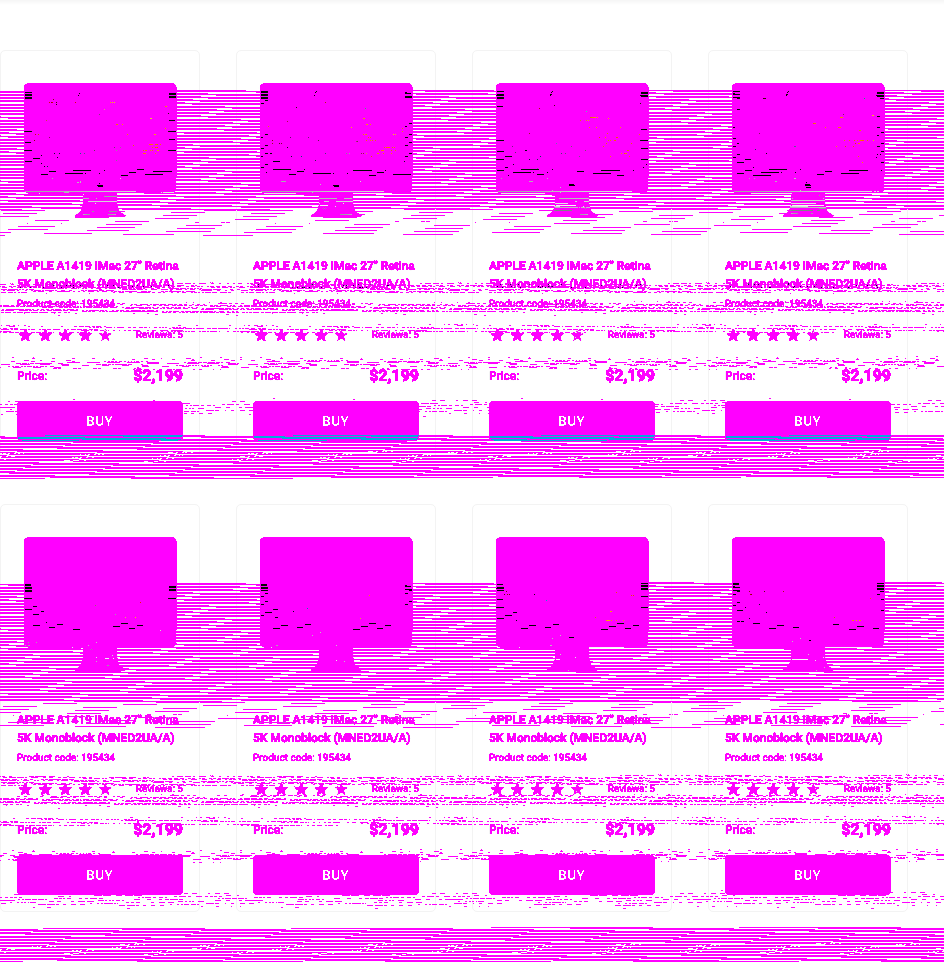 APPLE A1419 iMac 27" Retina
5K Monoblock (MNED2UA/A)
Product code: 195434
Reviews: 5
Price: $2,199
BUY
APPLE A1419 iMac 27" Retina
5K Monoblock (MNED2UA/A)
Product code: 195434
Reviews: 5
Price: $2,199
BUY
APPLE A1419 iMac 27" Retina
5K Monoblock (MNED2UA/A)
Product code: 195434
Reviews: 5
Price: $2,199
BUY
APPLE A1419 iMac 27" Retina
5K Monoblock (MNED2UA/A)
Product code: 195434
Reviews: 5
Price: $2,199
BUY
APPLE A1419 iMac 27" Retina
5K Monoblock (MNED2UA/A)
Product code: 195434
Reviews: 5
Price: $2,199
BUY
APPLE A1419 iMac 27" Retina
5K Monoblock (MNED2UA/A)
Product code: 195434
Reviews: 5
Price: $2,199
BUY
APPLE A1419 iMac 27" Retina
5K Monoblock (MNED2UA/A)
Product code: 195434
Reviews: 5
Price: $2,199
BUY
APPLE A1419 iMac 27" Retina
5K Monoblock (MNED2UA/A)
Product code: 195434
Reviews: 5
Price: $2,199
BUY